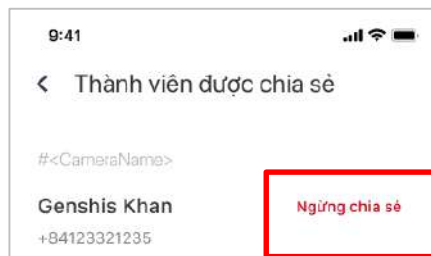 9:41
Thành viên được chia sẻ
#<CameraName>
Genshis Khan
Ngừng chia sẻ
+84123321235